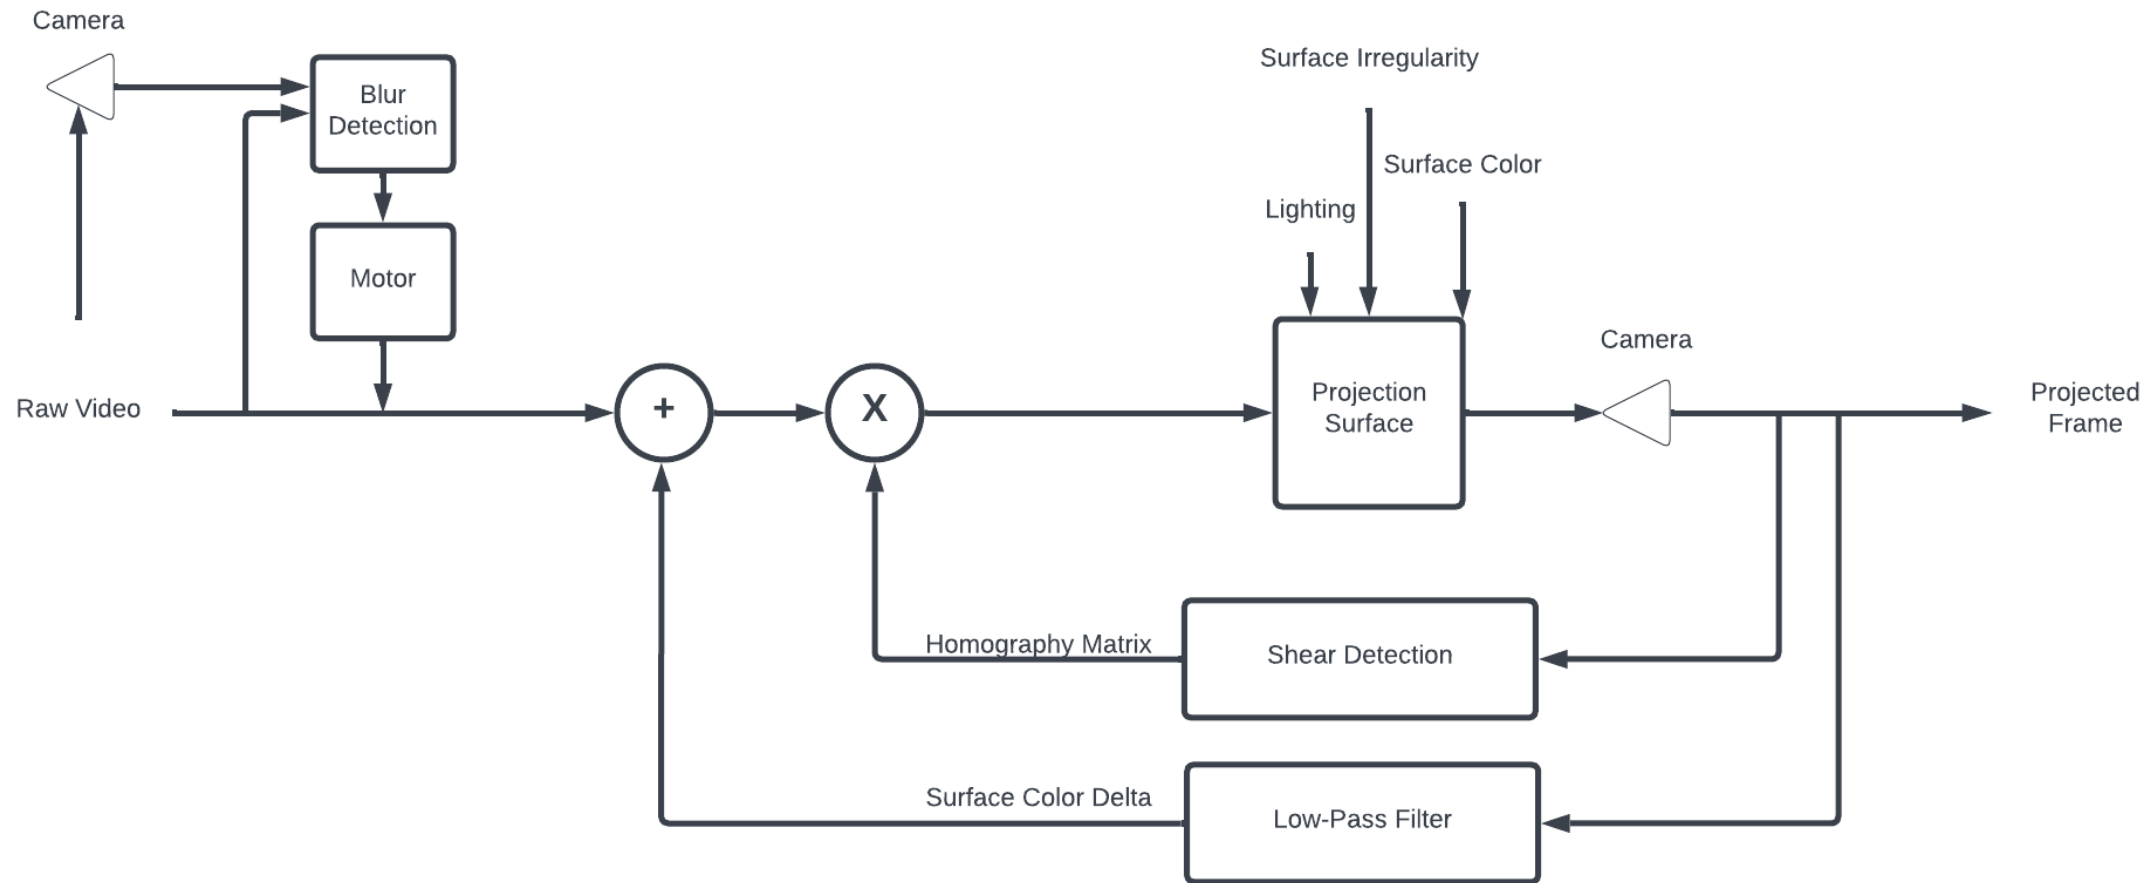 Camera
Blur
Detection
Motor
Raw Video
+
X
Surface Irregularity
Surface Color
Lighting
Projection
Surface
Camera
Projected
Frame
Homography Matrix
Shear Detection
Surface Color Delta
Low-Pass Filter